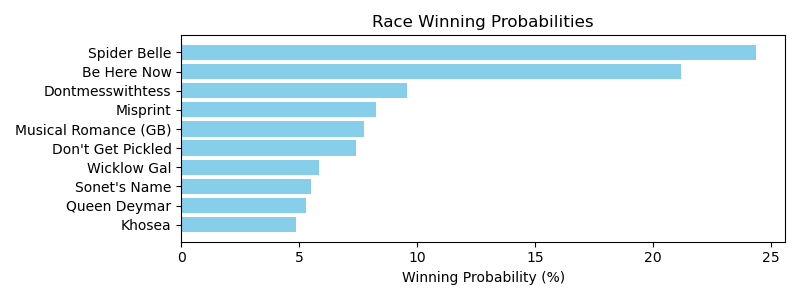 Race Winning Probabilities
Spider Belle
Be Here Now
Dontmesswithtess
Misprint
Musical Romance (GB)
Don't Get Pickled
Wicklow Gal
Sonet's Name
Queen Deymar
Khosea
0 5 10 15 20 25
Winning Probability (%)